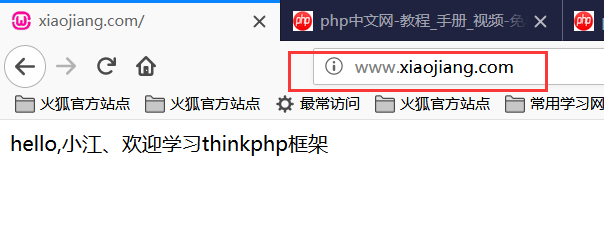 xiaojiang.com/
php中文网-教程_手册_视频-免
www.xiaojiang.com
火狐官方站点 火狐官方站点 最常访问 火狐官方站点 常用学习网
hello,小江、欢迎学习thinkphp框架